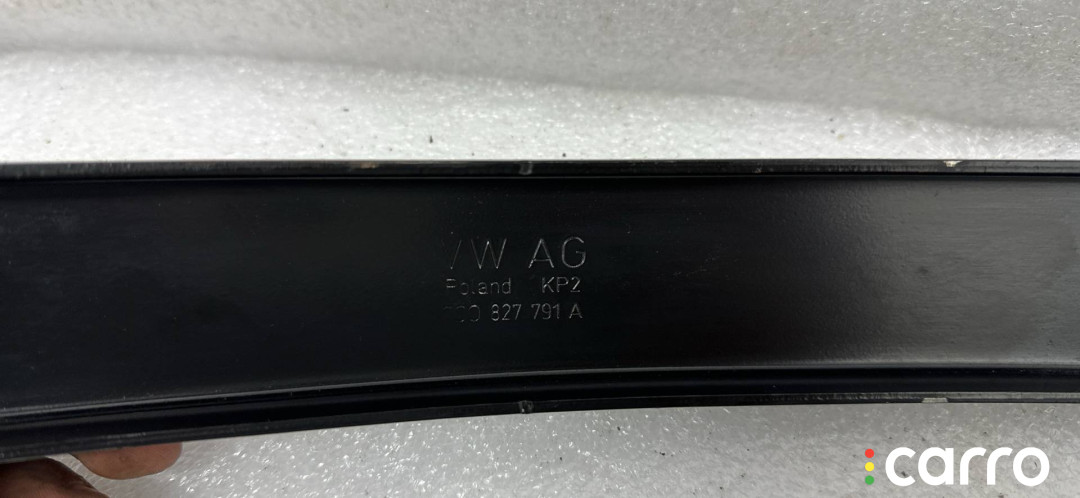 VW AG
Poland KP2
827 791 A
carro